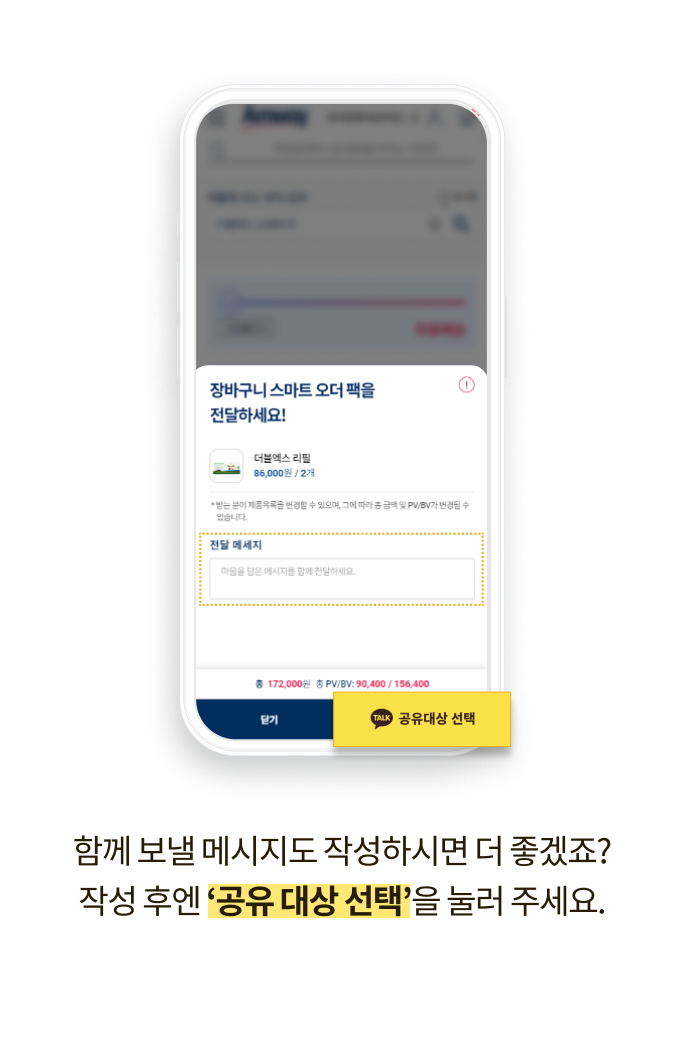 Amway
장바구니 스마트 오더 팩을
전달하세요!
더블엑스 리필
86,000원 / 2개
* 받는 분이 제품목록을 변경할 수 있으며, 그에 따라 총 금액 및 PV/BV가 변경될 수
있습니다.
전달 메세지
마음을 담은 메시지를 함께 전달하세요.
총 172,000원 총 PV/BV: 90,400 / 156,400
닫기
TALK 공유대상 선택
함께 보낼 메시지도 작성하시면 더 좋겠죠?
작성 후엔 ‘공유 대상 선택’을 눌러 주세요.